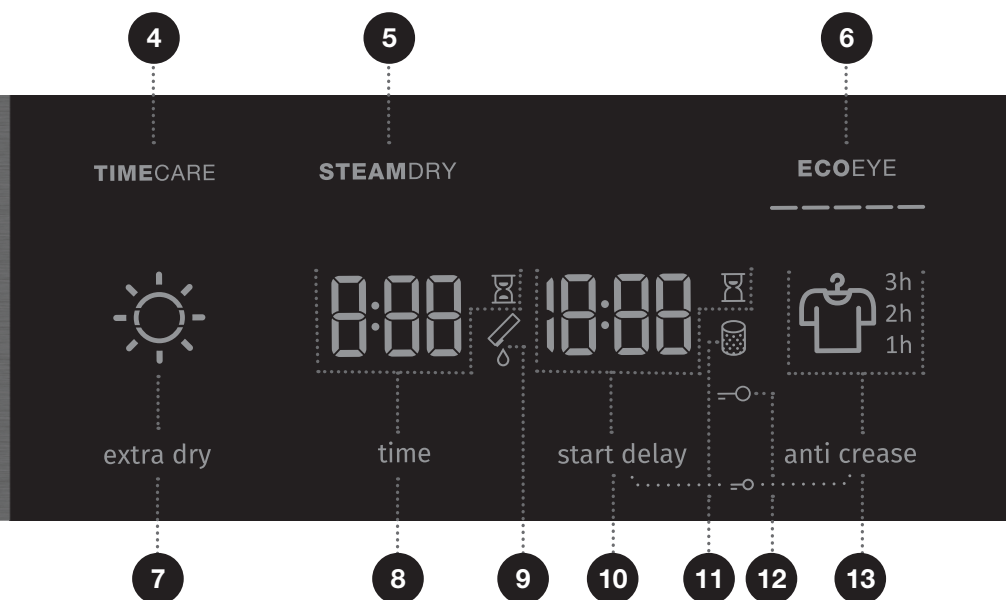 4 5 6
TIMECARE STEAMDRY ECOEYE
8:88 18:88 3h
2h
1h
extra dry time start delay anti crease
7 8 9 10 11 12 13